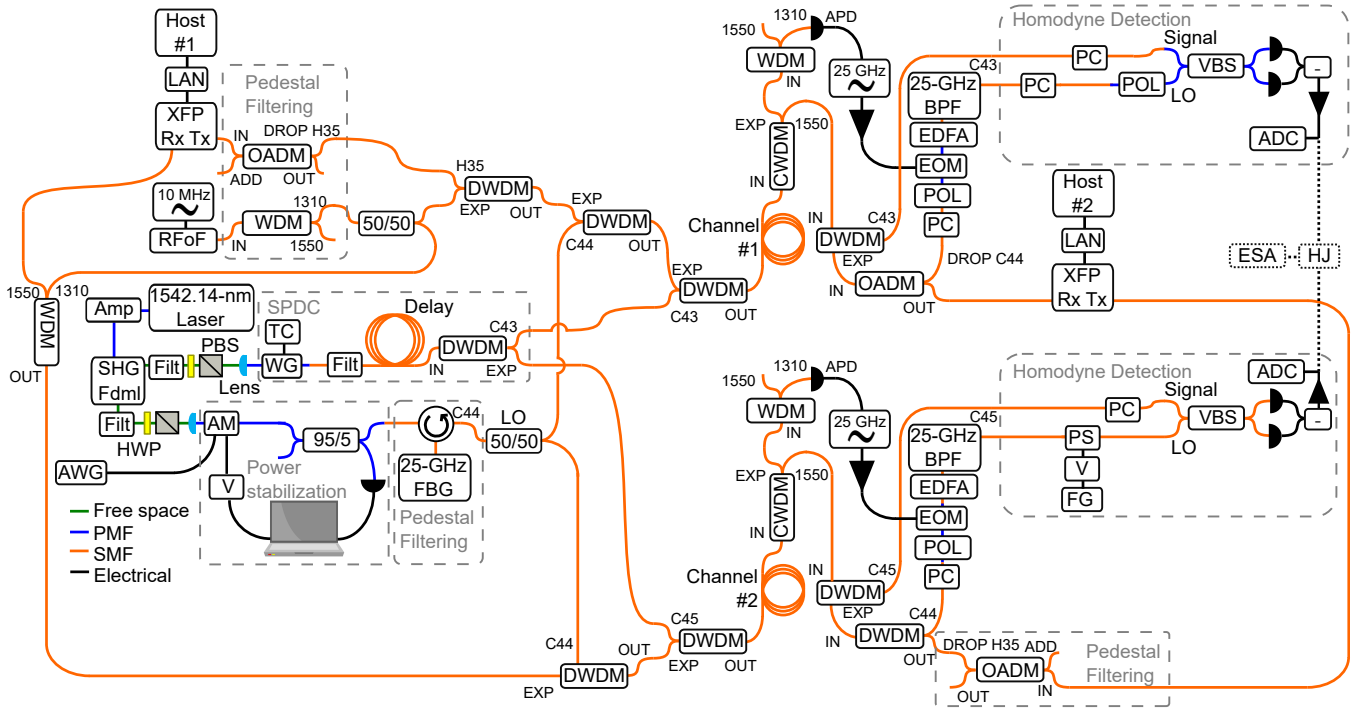 Host
#1
LAN
XFP
Rx Tx
Pedestal
Filtering
IN
DROP H35
OADM
ADD
OUT
10 MHz
RFoF
IN
WDM
1310
1550
50/50
H35
DWDM
EXP
OUT
EXP
DWDM
C44
OUT
EXP
DWDM
C43
OUT
1550
1310
WDM
OUT
Amp
1542.14-nm
Laser
SHG
Fdml
Filt
PBS
Lens
SPDC
TC
WG
Filt
Delay
IN
DWDM
C43
EXP
Filt
HWP
AM
AWG
V
95/5
Power
stabilization
C44
25-GHz
FBG
Pedestal
Filtering
LO
50/50
Free space
PMF
SMF
Electrical
C44
DWDM
EXP
OUT
C45
DWDM
EXP
OUT
Channel
#1
1550
1310
APD
WDM
IN
25 GHz
EXP
1550
CWDM
IN
IN
DWDM
C43
EXP
IN
OADM
DROP C44
OUT
C43
25-GHz
BPF
EDFA
EOM
POL
PC
Homodyne Detection
PC
Signal
PC
POL
LO
VBS
-
ADC
Host
#2
LAN
XFP
Rx Tx
ESA
HJ
Channel
#2
1550
1310
APD
WDM
IN
25 GHz
EXP
1550
CWDM
IN
IN
DWDM
C45
EXP
IN
DWDM
C44
OUT
C45
25-GHz
BPF
EDFA
EOM
POL
PC
Homodyne Detection
ADC
PC
Signal
PS
V
FG
LO
VBS
-
DROP H35
ADD
OADM
OUT
IN
Pedestal
Filtering